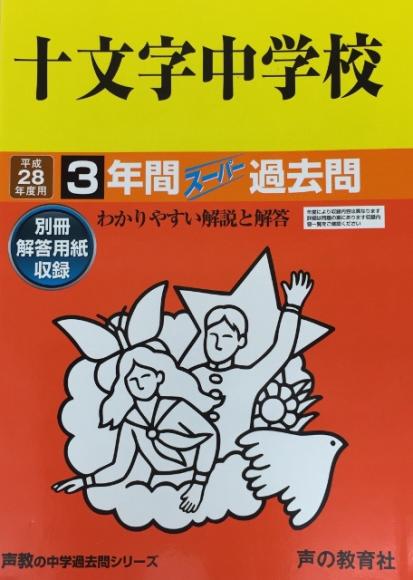 十文字中学校
平成
28
年度用
3年間スーパー過去問
別冊
解答用紙
収録
わかりやすい解説と解答
声教の中学過去問シリーズ
声の教育社